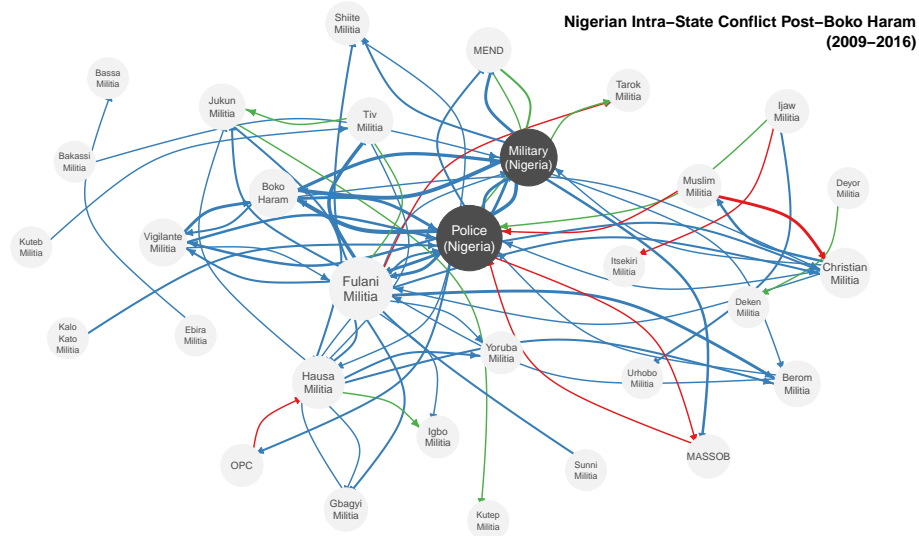 Nigerian Intra–State Conflict Post–Boko Haram
(2009–2016)
Shiite
Militia
MEND
Bassa
Militia
Tarok
Militia
Jukun
Militia
Ijaw
Militia
Tiv
Militia
Military
(Nigeria)
Bakassi
Militia
Muslim
Militia
Deyor
Militia
Boko
Haram
Vigilante
Militia
Kuteb
Militia
Police
(Nigeria)
Itsekiri
Militia
Christian
Militia
Fulani
Militia
Deken
Militia
Kalo
Kato
Militia
Ebira
Militia
Yoruba
Militia
Urhobo
Militia
Hausa
Militia
Berom
Militia
Igbo
Militia
OPC
MASSOB
Sunni
Militia
Gbagyi
Militia
Kutep
Militia